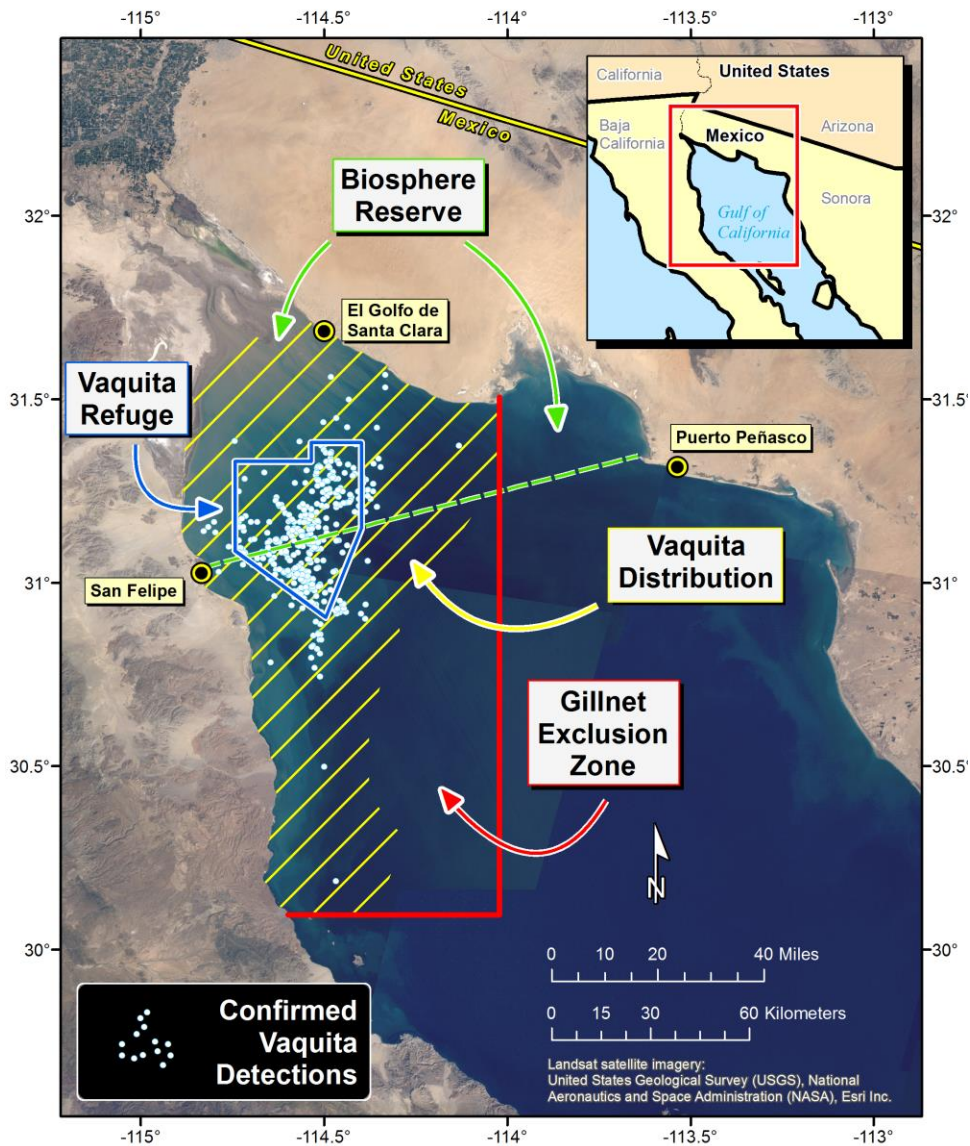 -115°
-114.5°
-114°
-113.5°
-113°
United States
Mexico
California
United States
Baja
California
Mexico
Arizona
Sonora
Gulf of
California
Biosphere
Reserve
32°
32°
El Golfo de
Santa Clara
Vaquita
Refuge
31.5°
31.5°
Puerto Peñasco
San Felipe
31°
31°
Vaquita
Distribution
Gillnet
Exclusion
Zone
30.5°
30.5°
N
30°
30°
0 20 40 Miles
0 15 30 60 Kilometers
Confirmed
Vaquita
Detections
Landsat satellite imagery:
United States Geological Survey (USGS), National
Aeronautics and Space Administration (NASA), Esri Inc.
-115°
-114.5°
-114°
-113.5°
-113°